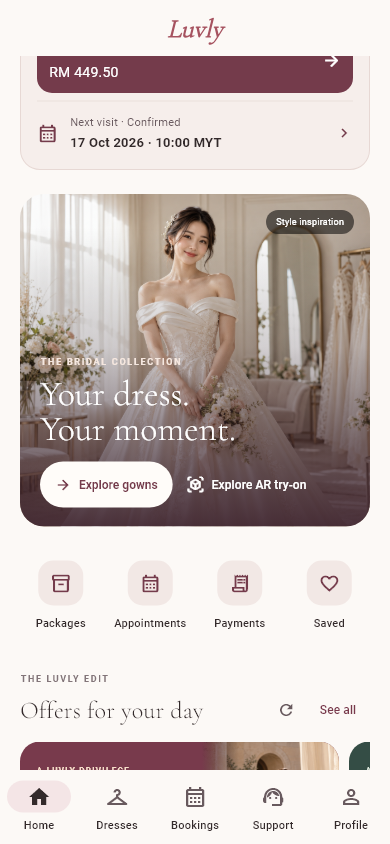 Luvly
RM 449.50
Next visit · Confirmed
17 Oct 2026 · 10:00 MYT
Style inspiration
THE BRIDAL COLLECTION
Your dress.
Your moment.
Explore gowns
Explore AR try-on
Packages
Appointments
Payments
Saved
THE LUVLY EDIT
Offers for your day
See all
A LUVLY PRIVILEGE
Home
Dresses
Bookings
Support
Profile